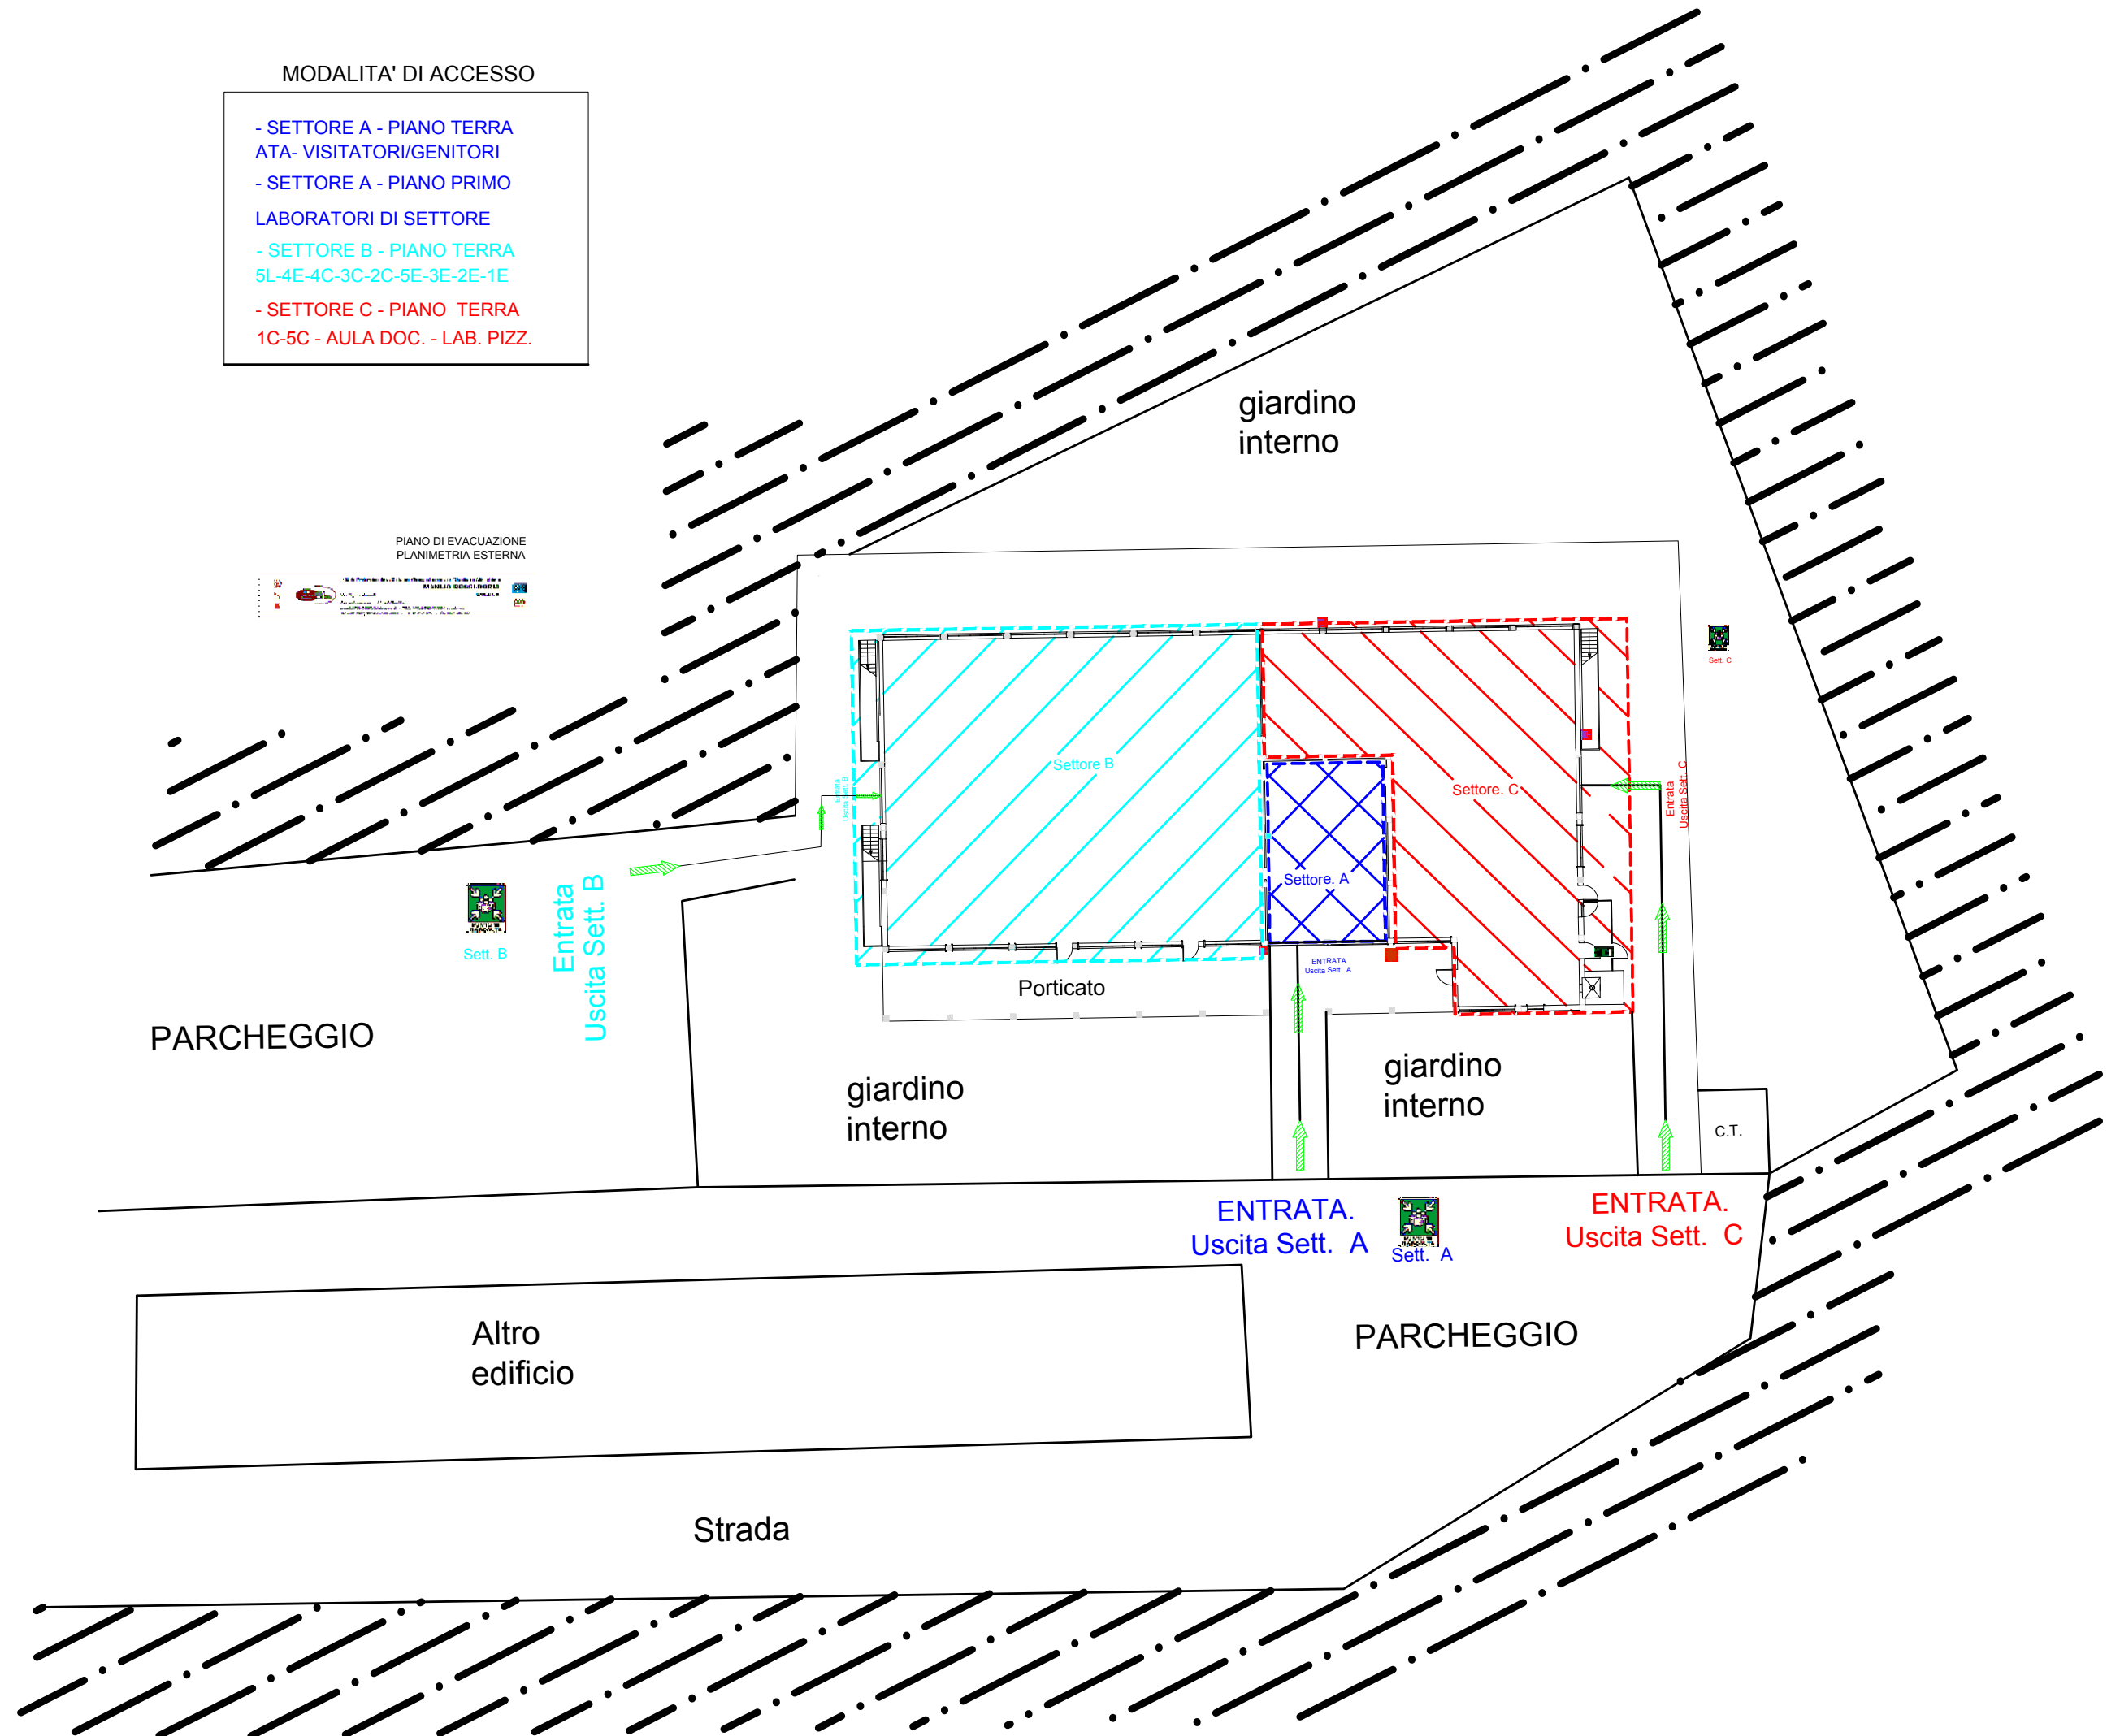 MODALITA' DI ACCESSO
- SETTORE A - PIANO TERRA
ATA- VISITATORI/GENITORI
- SETTORE A - PIANO PRIMO
LABORATORI DI SETTORE
- SETTORE B - PIANO TERRA
5L-4E-4C-3C-2C-5E-3E-2E-1E
- SETTORE C - PIANO TERRA
1C-5C - AULA DOC. - LAB. PIZZ.
giardino
interno
PIANO DI EVACUAZIONE
PLANIMETRIA ESTERNA
Sett. C
Settore B
Entrata
Uscita Sett. B
Settore. C
Entrata
Uscita Sett. C
Settore. A
Sett. B
Entrata
Uscita Sett. B
ENTRATA.
Uscita Sett. A
Porticato
PARCHEGGIO
giardino
interno
giardino
interno
C.T.
ENTRATA.
Uscita Sett. A
Sett. A
ENTRATA.
Uscita Sett. C
Altro
edificio
PARCHEGGIO
Strada